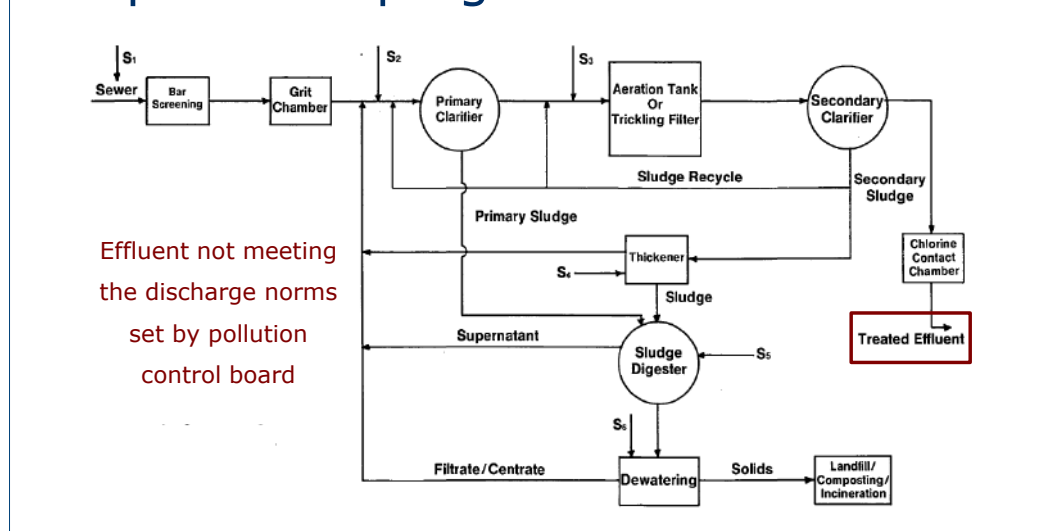 S1
Sewer
Bar
Screening
Grit
Chamber
S2
Primary
Clarifier
S3
Aeration Tank
Or
Trickling Filter
Secondary
Clarifier
Sludge Recycle
Secondary
Sludge
Primary Sludge
Effluent not meeting
the discharge norms
set by pollution
control board
Thickener
S4
Sludge
Chlorine
Contact
Chamber
Treated Effluent
Supernatant
Sludge
Digester
S5
S6
Filtrate/Centrate
Dewatering
Solids
Landfill/
Composting/
Incineration